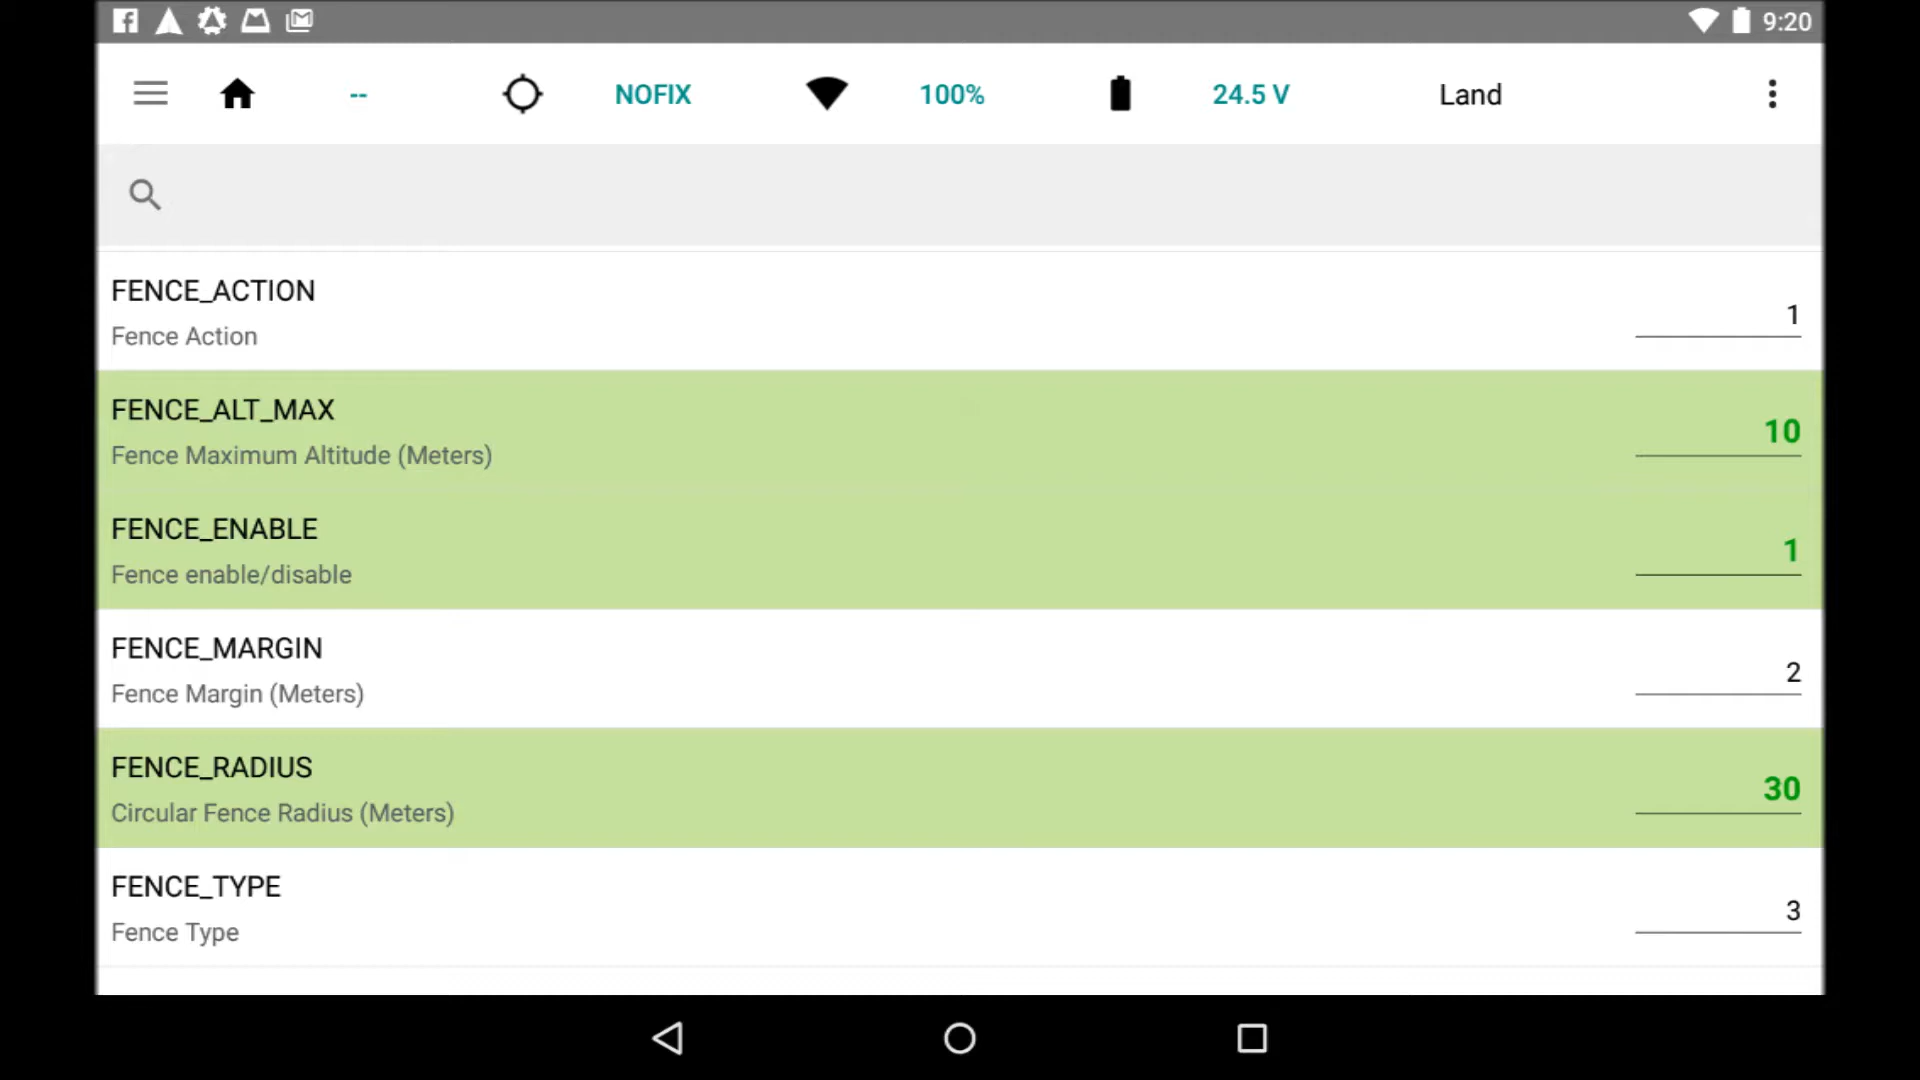 9:20
-- NOFIX 100% 24.5 V Land
FENCE_ACTION
Fence Action
1
FENCE_ALT_MAX
Fence Maximum Altitude (Meters)
10
FENCE_ENABLE
Fence enable/disable
1
FENCE_MARGIN
Fence Margin (Meters)
2
FENCE_RADIUS
Circular Fence Radius (Meters)
30
FENCE_TYPE
Fence Type
3